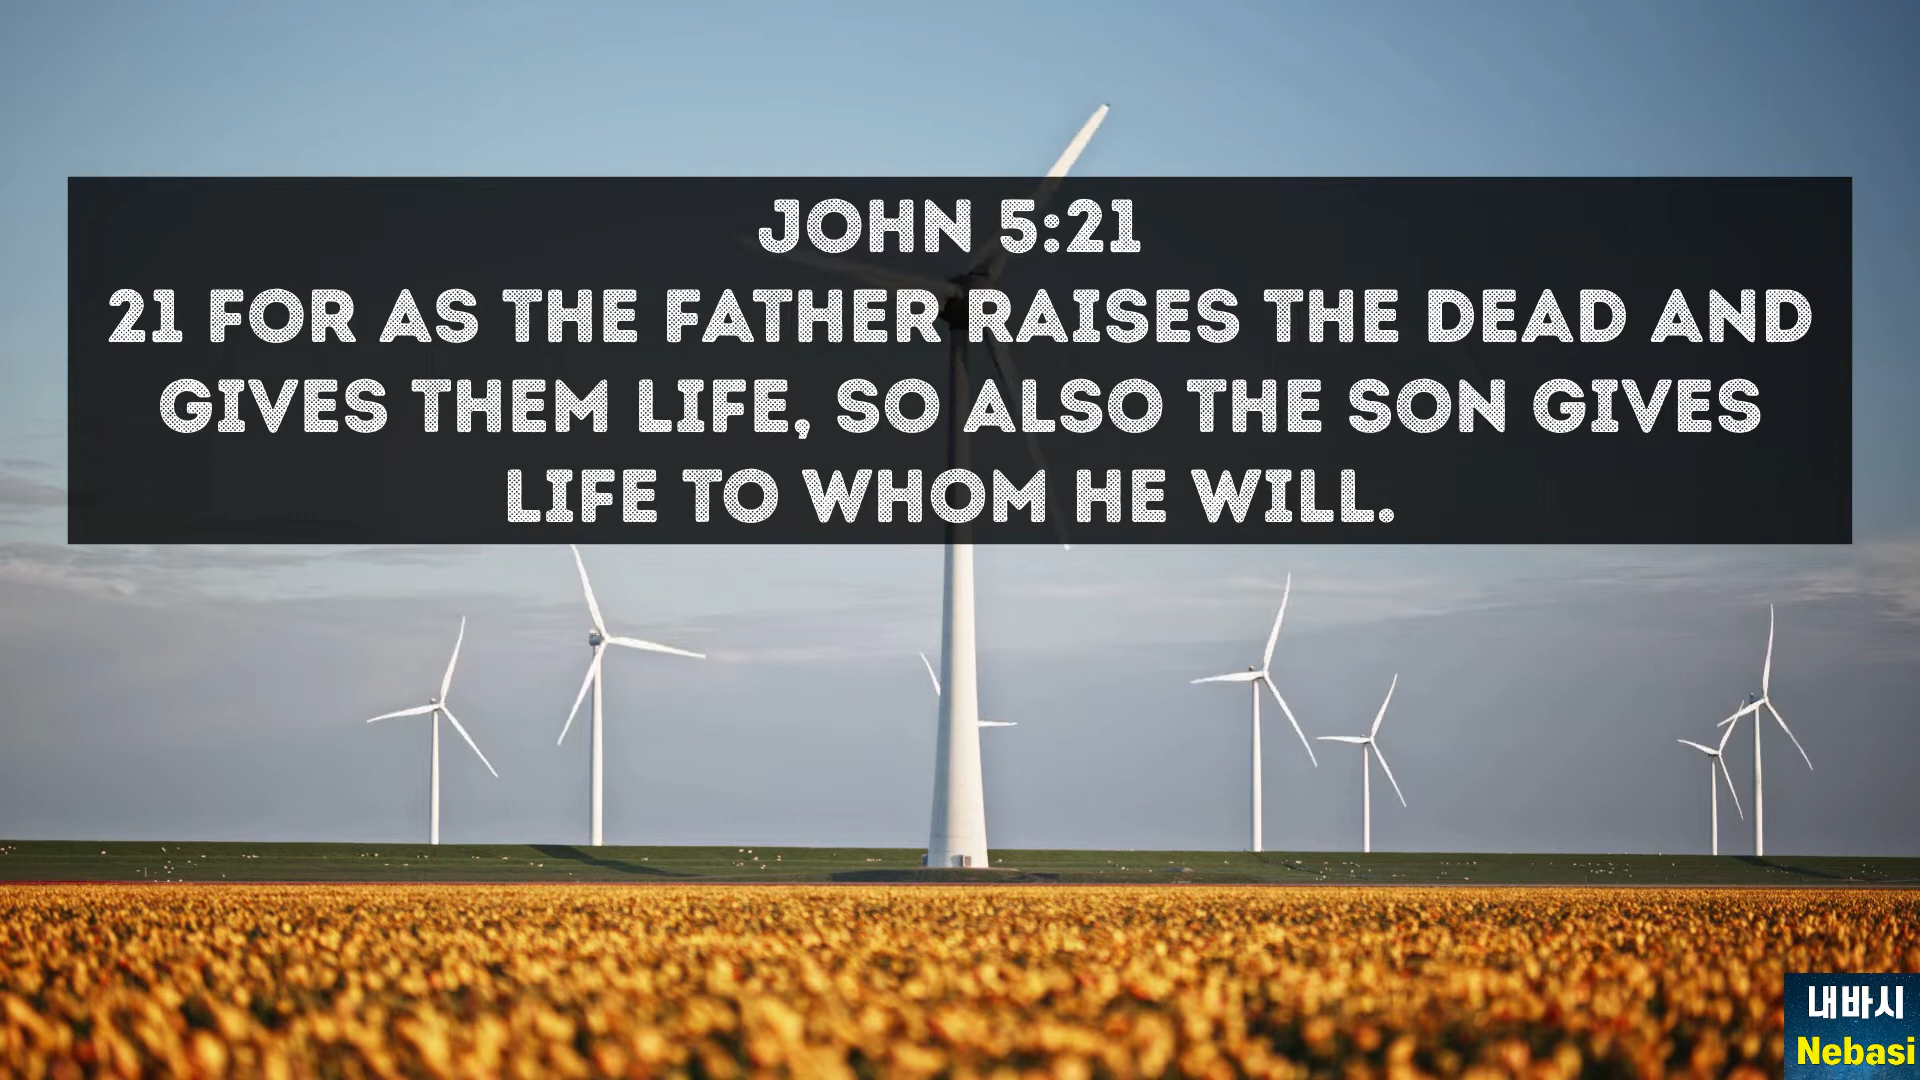 JOHN 5:21
21 FOR AS THE FATHER RAISES THE DEAD AND
GIVES THEM LIFE, SO ALSO THE SON GIVES
LIFE TO WHOM HE WILL.
내바시
Nebasi